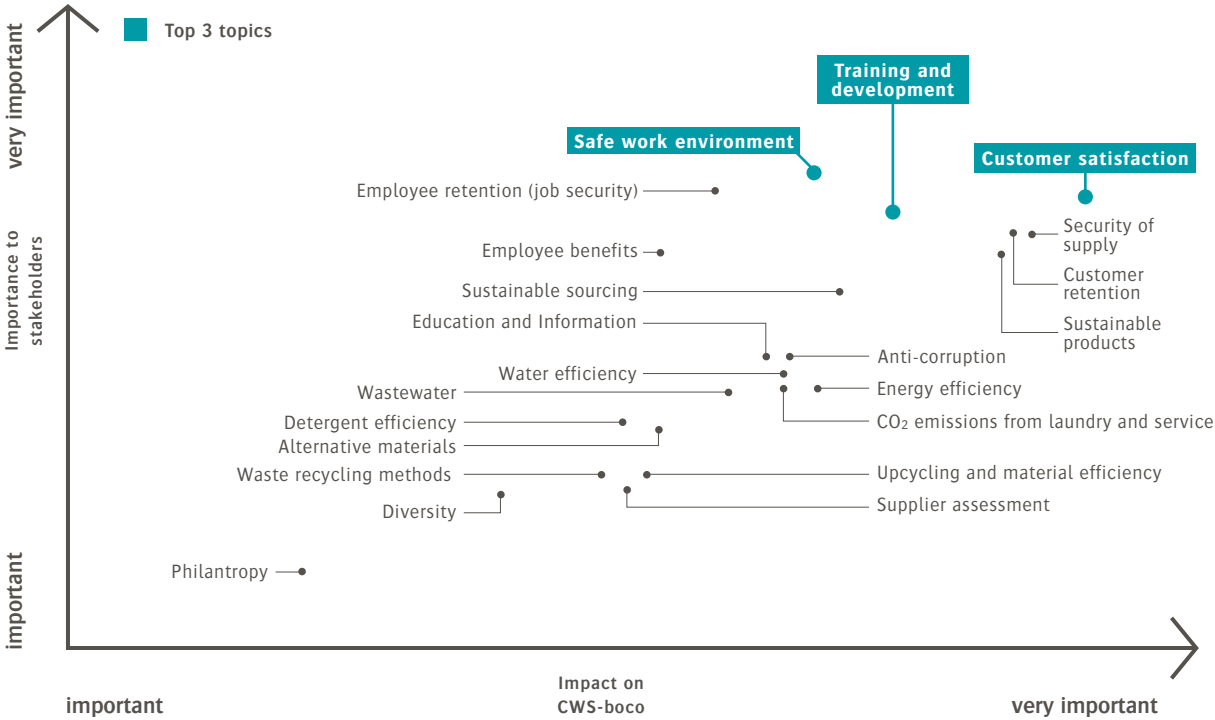 very important
Importance to
stakeholders
important
Top 3 topics
Training and
development
Safe work environment
Customer satisfaction
Employee retention (job security)
Security of
supply
Employee benefits
Customer
retention
Sustainable sourcing
Education and Information
Sustainable
products
Anti-corruption
Water efficiency
Energy efficiency
Wastewater
Detergent efficiency
CO₂ emissions from laundry and service
Alternative materials
Waste recycling methods
Upcycling and material efficiency
Supplier assessment
Diversity
Philantropy
important
Impact on
CWS-boco
very important